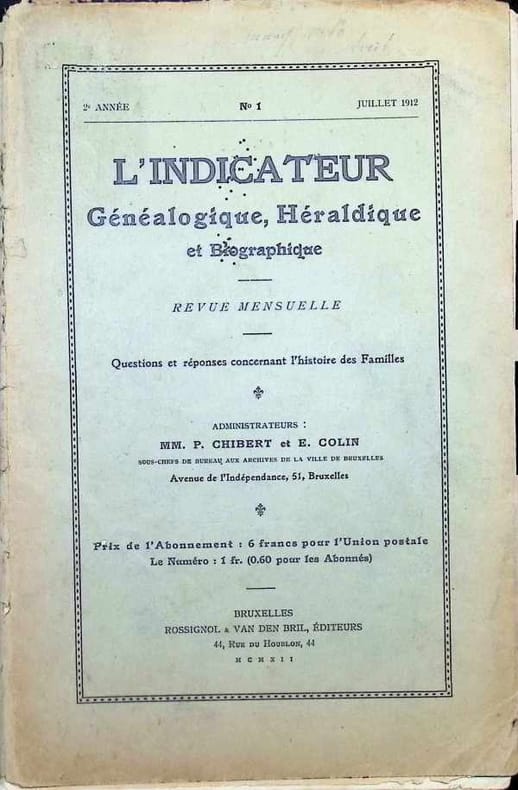 2e ANNÉE No 1 JUILLET 1912
L'INDICATEUR
Généalogique, Héraldique
et Biographique
REVUE MENSUELLE
Questions et réponses concernant l'histoire des Familles
ADMINISTRATEURS :
MM. P. CHIBERT et E. COLIN
SOUS-CHEFS DE BUREAU AUX ARCHIVES DE LA VILLE DE BRUXELLES
Avenue de l'Indépendance, 51, Bruxelles
Prix de l'Abonnement : 6 francs pour l'Union postale
Le Numéro : 1 fr. (0.60 pour les Abonnés)
BRUXELLES
ROSSIGNOL & VAN DEN BRIL, ÉDITEURS
44, RUE DU HOUBLON, 44
MCMXII